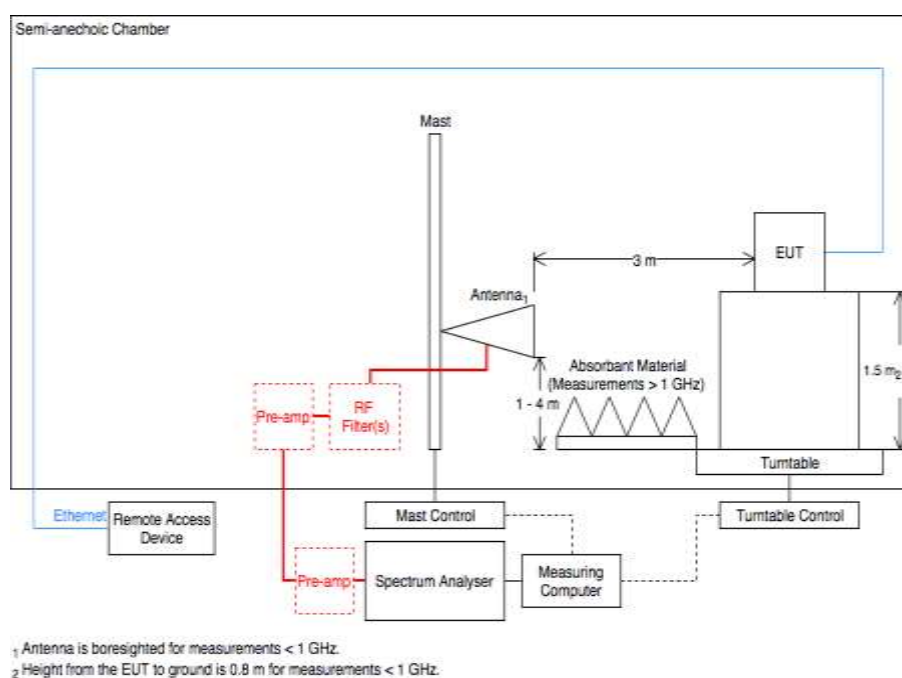 Semi-anechoic Chamber
Mast
EUT
3 m
Antenna1
Absorbant Material
(Measurements > 1 GHz)
1.5 m2
1 - 4 m
Pre-amp
RF
Filter(s)
Turntable
Ethernet
Remote Access
Device
Mast Control
Turntable Control
Pre-amp
Spectrum Analyser
Measuring
Computer
1 Antenna is boresighted for measurements < 1 GHz.
2 Height from the EUT to ground is 0.8 m for measurements < 1 GHz.